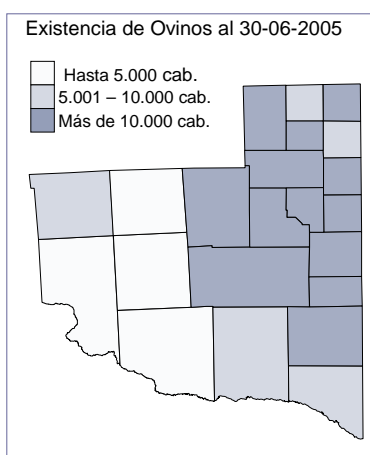 Existencia de Ovinos al 30-06-2005
Hasta 5.000 cab.
5.001 – 10.000 cab.
Más de 10.000 cab.